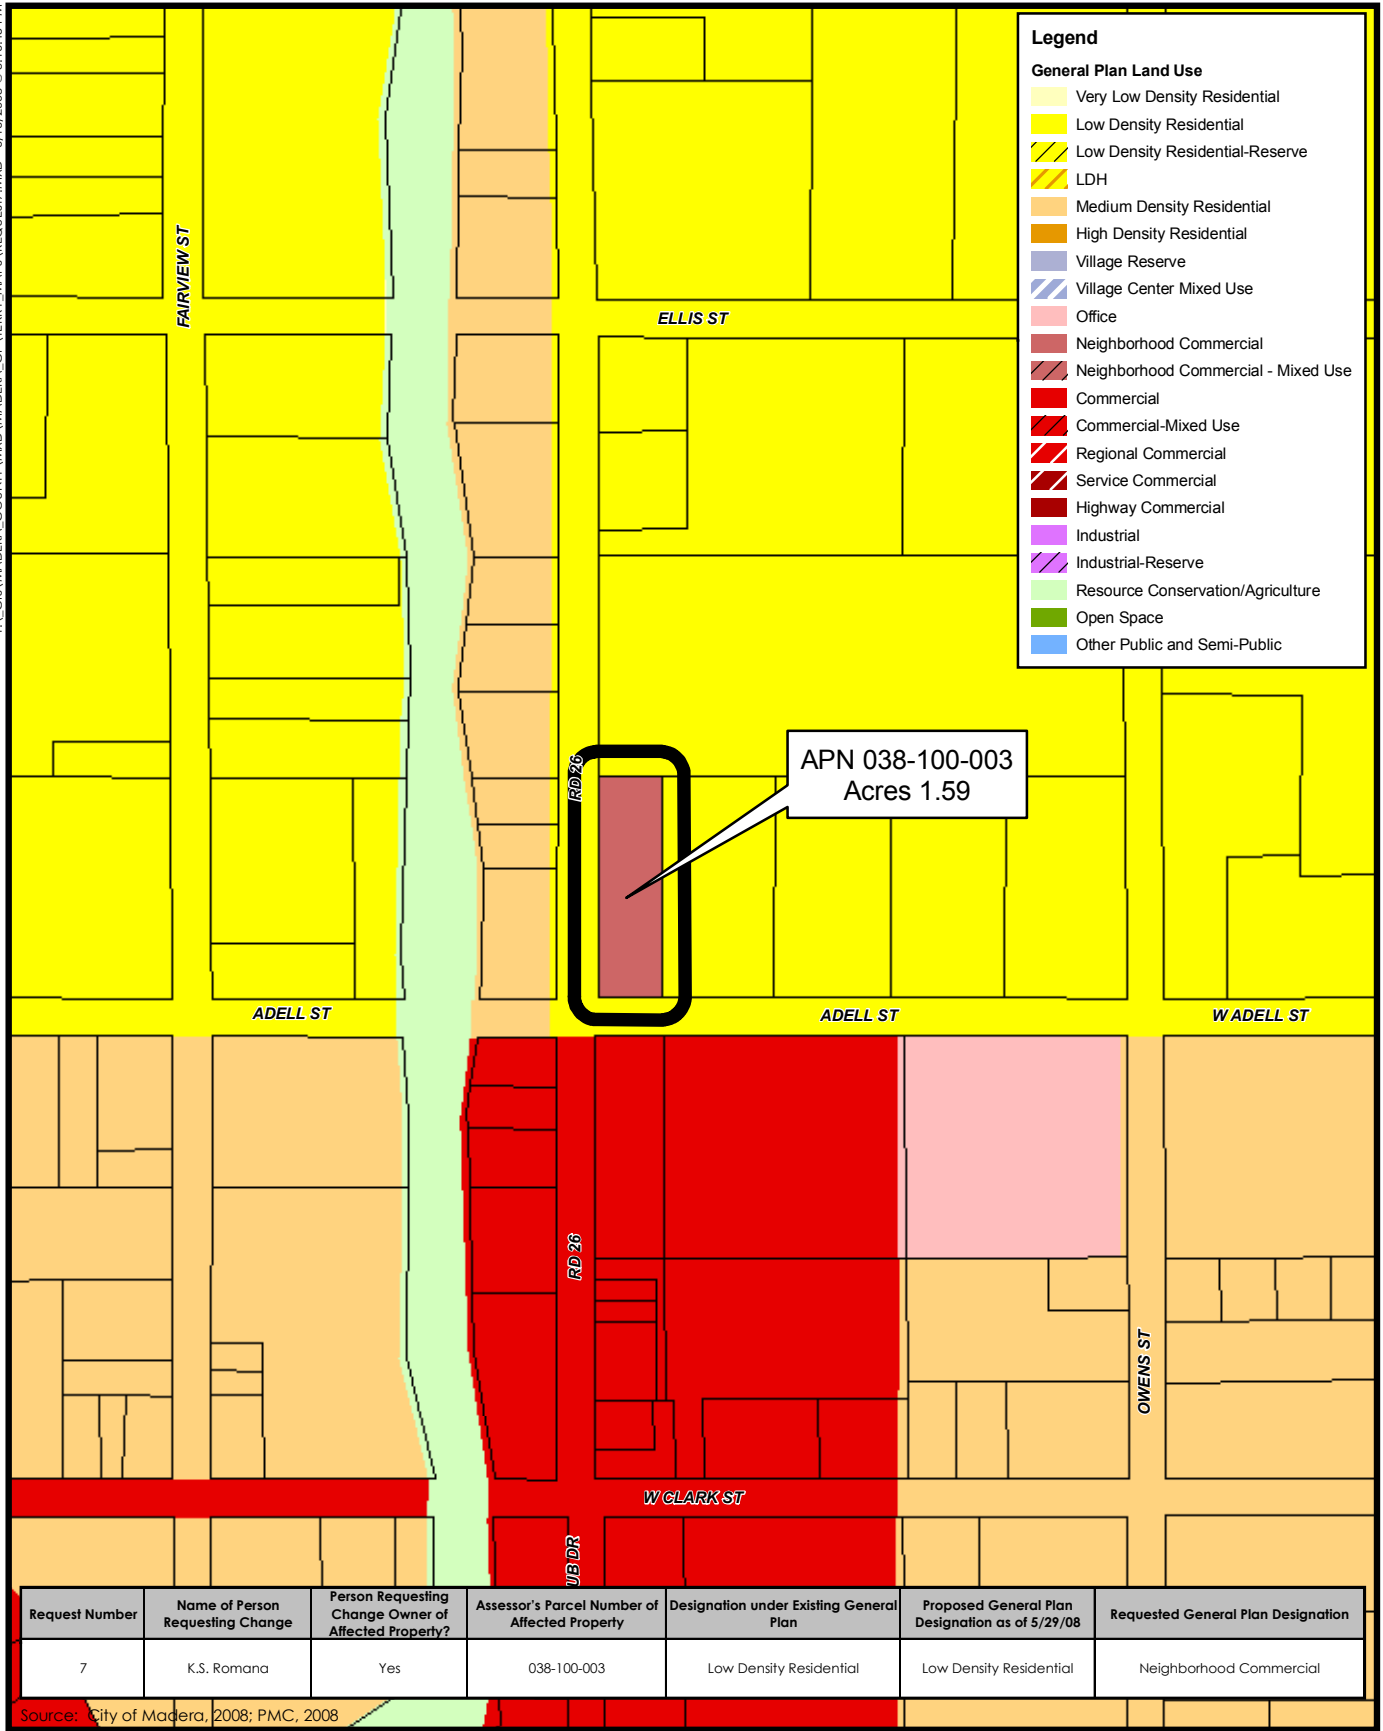 Legend
General Plan Land Use
Very Low Density Residential
Low Density Residential
Low Density Residential-Reserve
LDH
Medium Density Residential
High Density Residential
Village Reserve
Village Center Mixed Use
Office
Neighborhood Commercial
Neighborhood Commercial - Mixed Use
Commercial
Commercial-Mixed Use
Regional Commercial
Service Commercial
Highway Commercial
Industrial
Industrial-Reserve
Resource Conservation/Agriculture
Open Space
Other Public and Semi-Public
FAIRVIEW ST
ELLIS ST
RD 26
APN 038-100-003
Acres 1.59
ADELL ST
ADELL ST
W ADELL ST
RD 26
OWENS ST
W CLARK ST
UB DR
Request Number
Name of Person
Requesting Change
Person Requesting
Change Owner of
Affected Property?
Assessor's Parcel Number of
Affected Property
Designation under Existing General
Plan
Proposed General Plan
Designation as of 5/29/08
Requested General Plan Designation
7
K.S. Romana
Yes
038-100-003
Low Density Residential
Low Density Residential
Neighborhood Commercial
Source: City of Madera, 2008; PMC, 2008